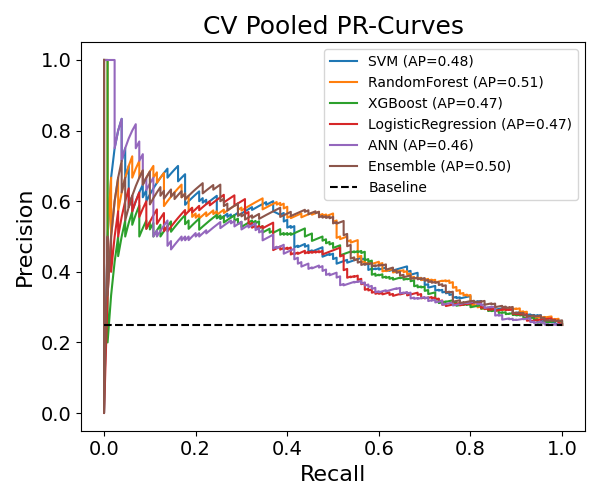 CV Pooled PR-Curves
SVM (AP=0.48)
RandomForest (AP=0.51)
XGBoost (AP=0.47)
LogisticRegression (AP=0.47)
ANN (AP=0.46)
Ensemble (AP=0.50)
Baseline
Precision
1.0
0.8
0.6
0.4
0.2
0.0
0.0 0.2 0.4 0.6 0.8 1.0
Recall